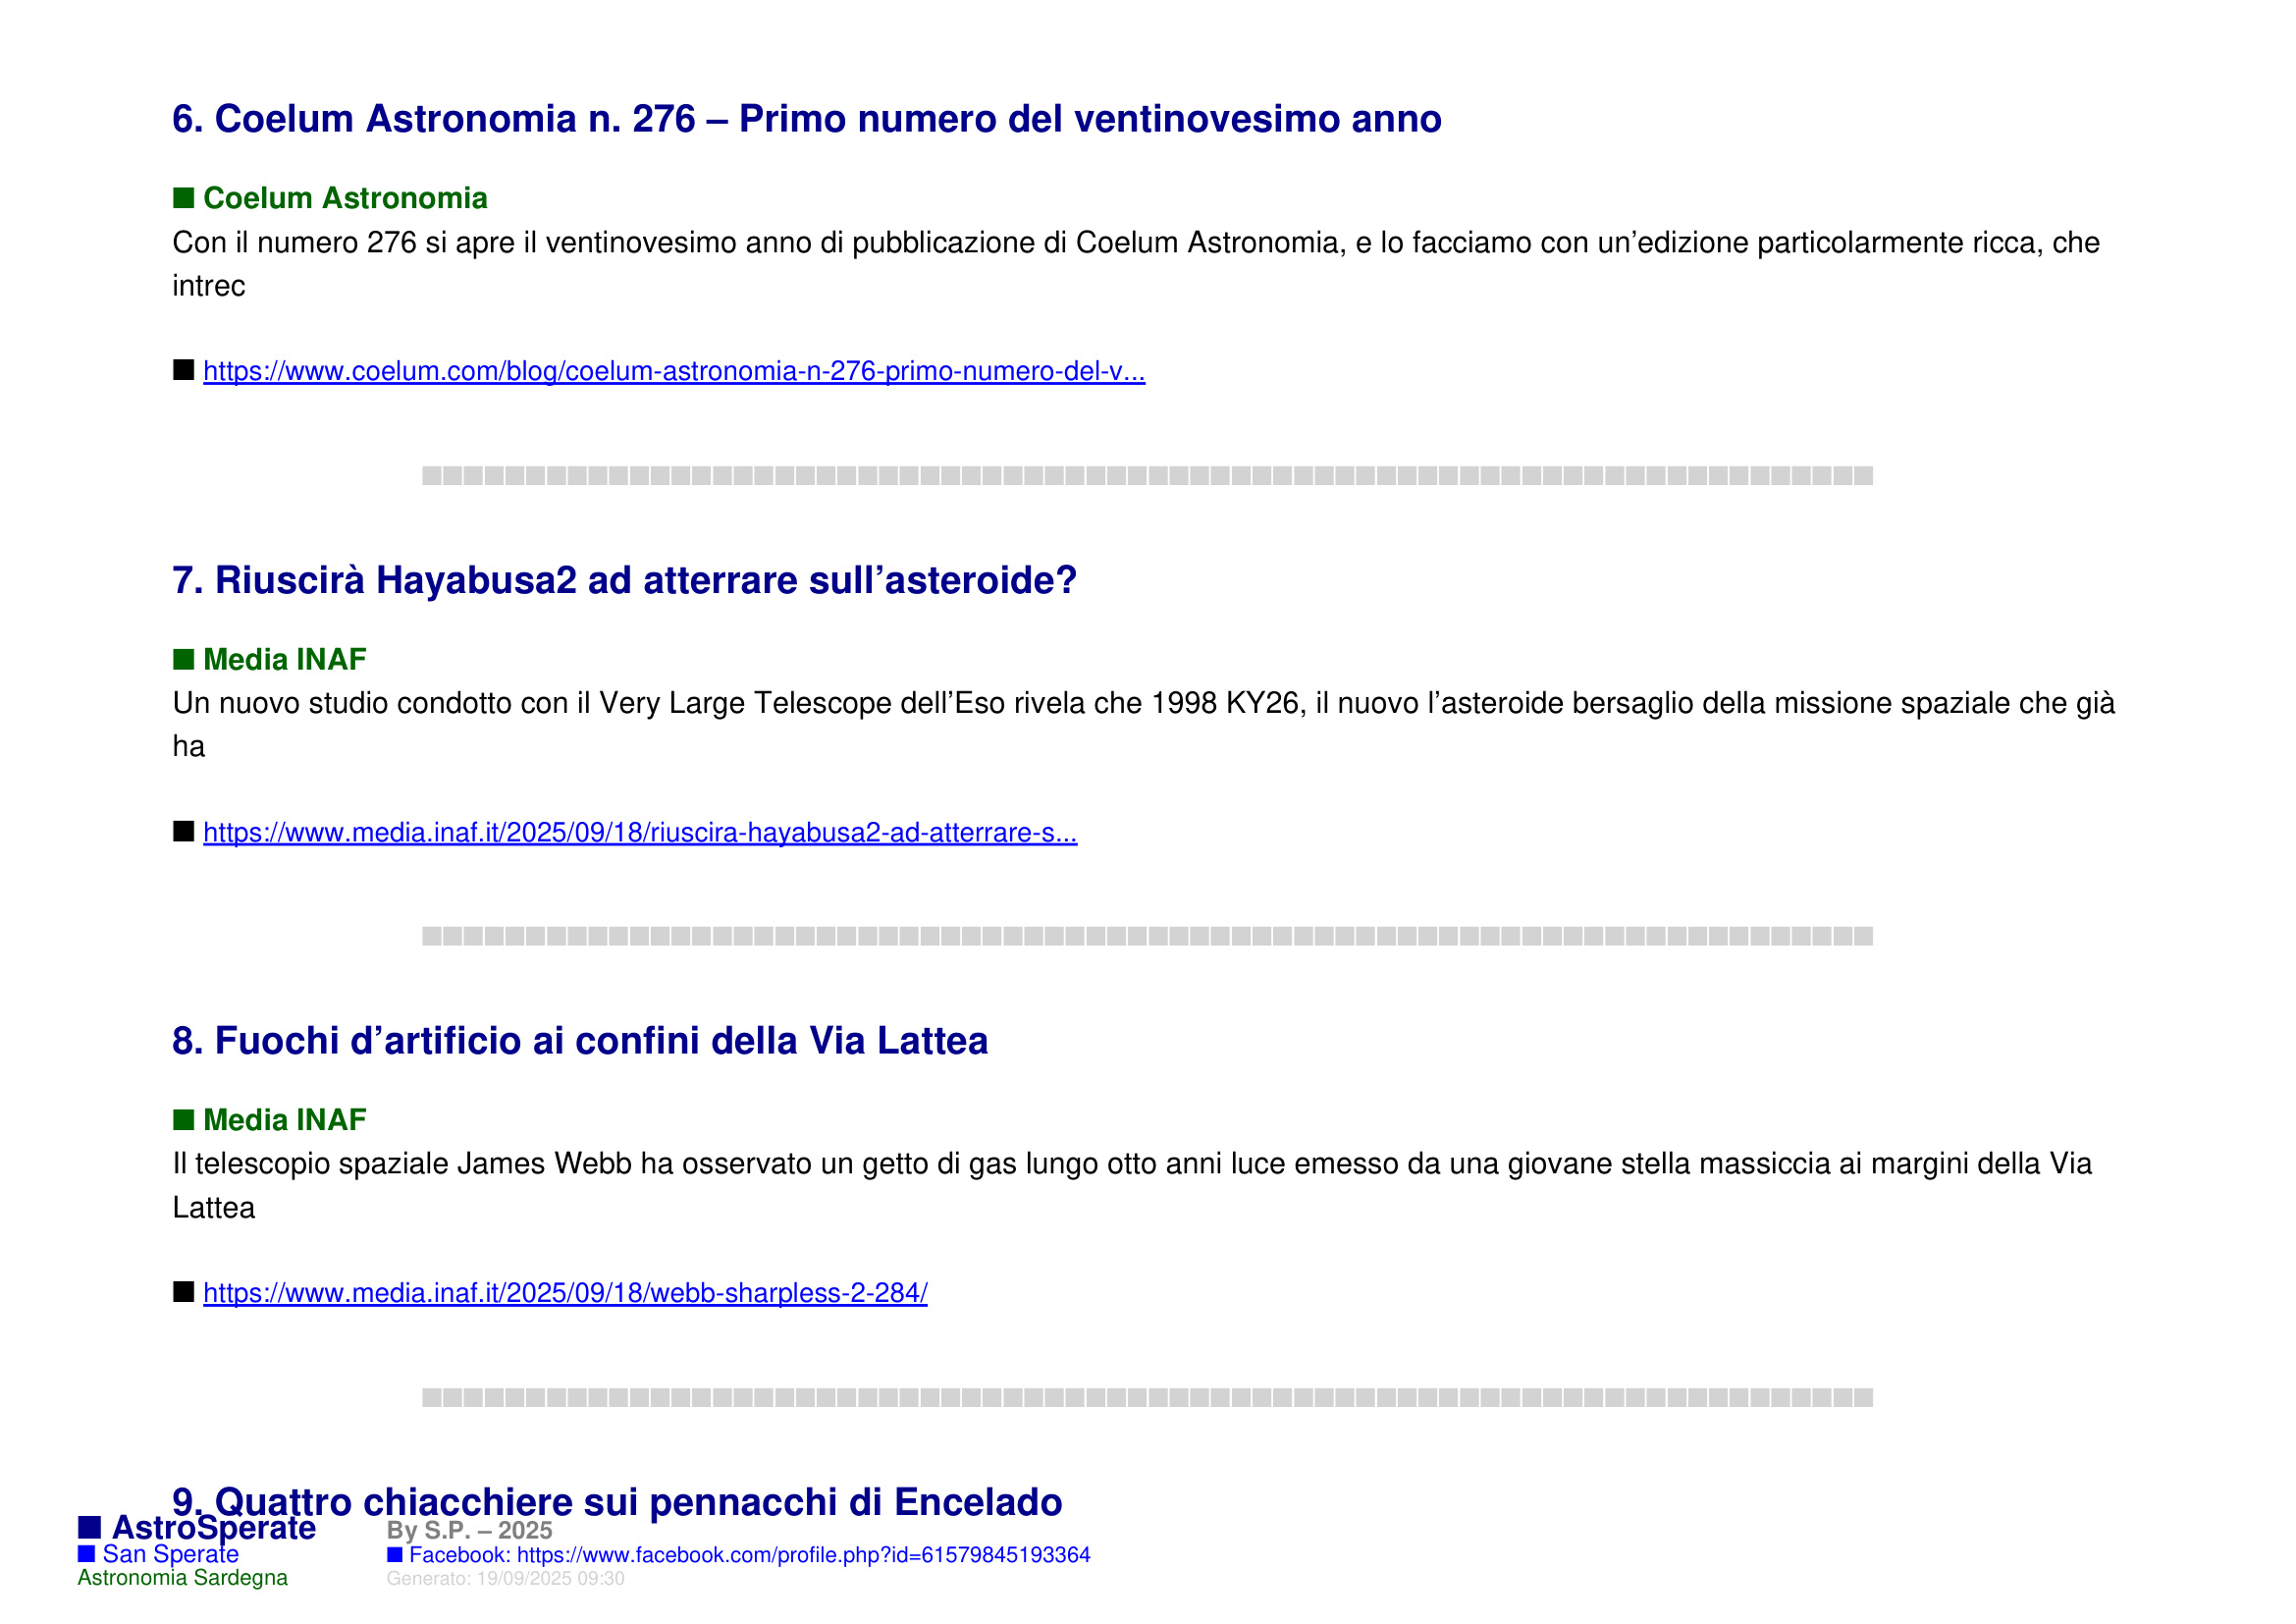 6. Coelum Astronomia n. 276 – Primo numero del ventinovesimo anno
■ Coelum Astronomia
Con il numero 276 si apre il ventinovesimo anno di pubblicazione di Coelum Astronomia, e lo facciamo con un’edizione particolarmente ricca, che
intrec
■ https://www.coelum.com/blog/coelum-astronomia-n-276-primo-numero-del-v...
7. Riuscirà Hayabusa2 ad atterrare sull’asteroide?
■ Media INAF
Un nuovo studio condotto con il Very Large Telescope dell’Eso rivela che 1998 KY26, il nuovo l’asteroide bersaglio della missione spaziale che già
ha
■ https://www.media.inaf.it/2025/09/18/riuscira-hayabusa2-ad-atterrare-s...
8. Fuochi d’artificio ai confini della Via Lattea
■ Media INAF
Il telescopio spaziale James Webb ha osservato un getto di gas lungo otto anni luce emesso da una giovane stella massiccia ai margini della Via
Lattea
■ https://www.media.inaf.it/2025/09/18/webb-sharpless-2-284/
9. Quattro chiacchiere sui pennacchi di Encelado
■ AstroSperate
■ San Sperate
Astronomia Sardegna
By S.P. – 2025
■ Facebook: https://www.facebook.com/profile.php?id=61579845193364
Generato: 19/09/2025 09:30